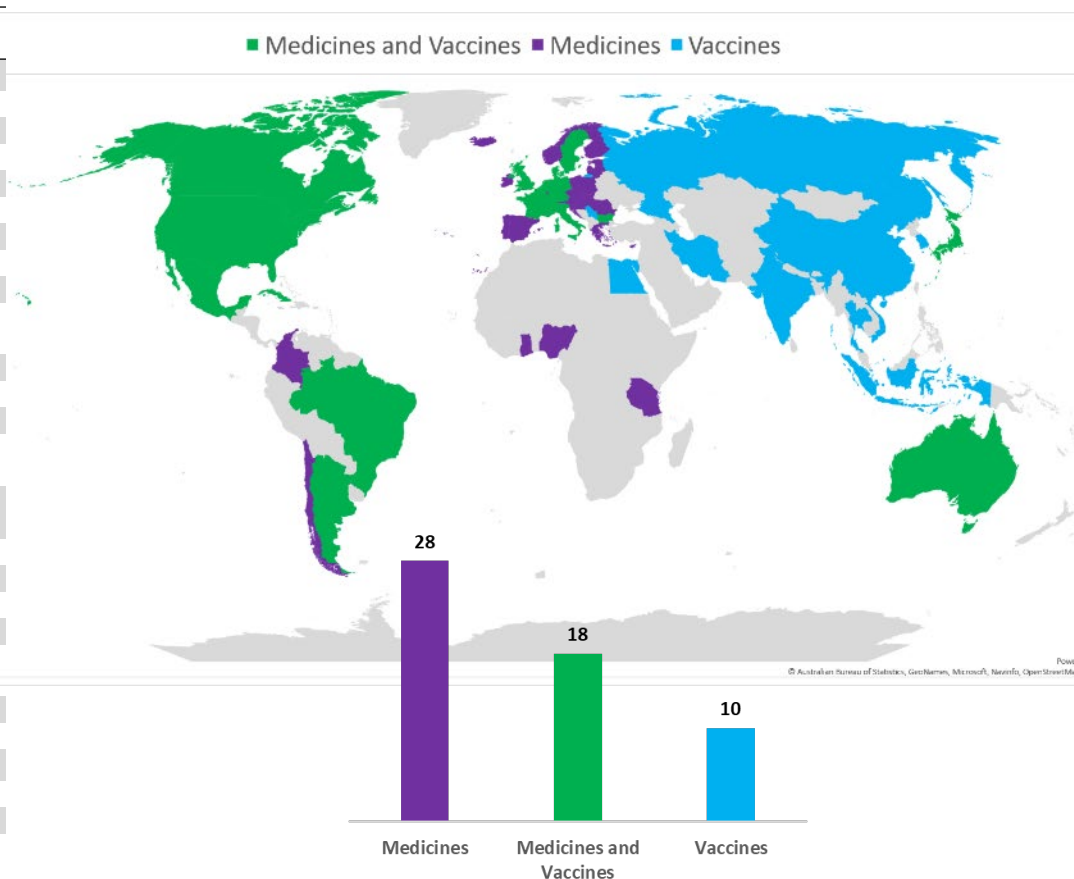 Medicines and Vaccines Medicines Vaccines
28
18
10
© Australian Bureau of Statistics, GeoNames, Microsoft, Navinfo,
Medicines
Medicines and
Vaccines
Vaccines